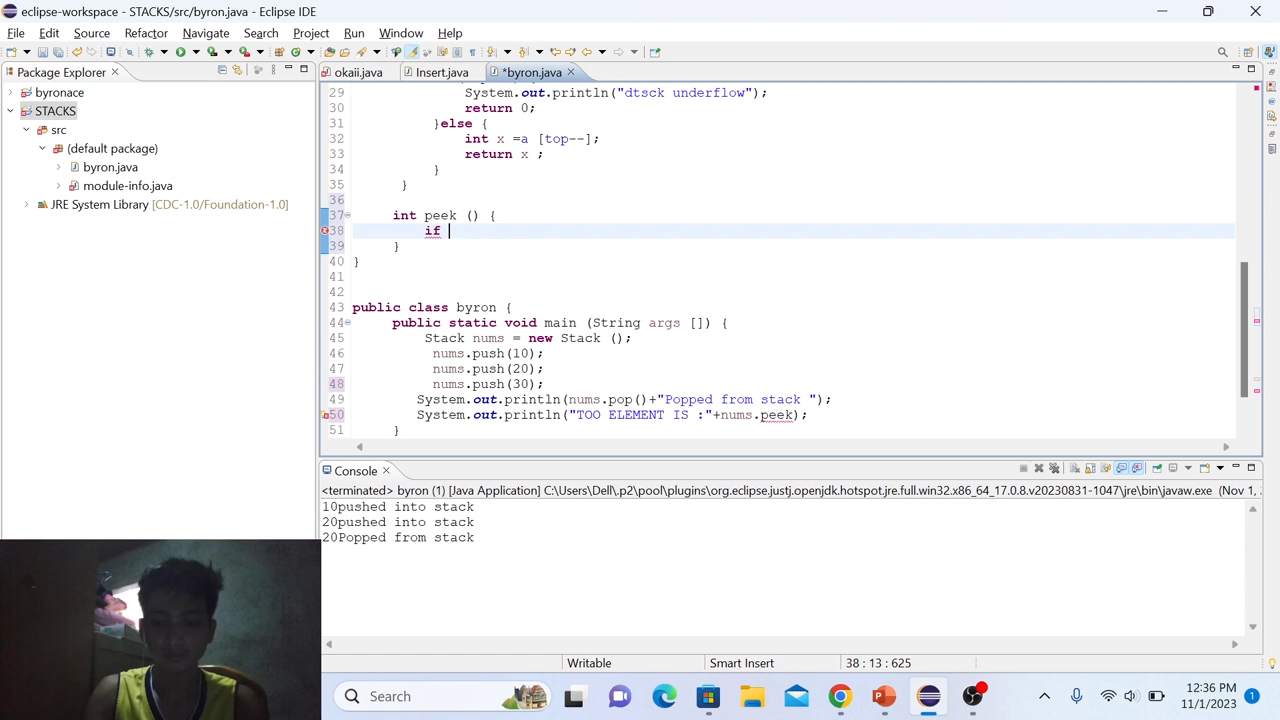 eclipse-workspace - STACKS/src/byron.java - Eclipse IDE
File Edit Source Refactor Navigate Search Project Run Window Help
Package Explorer
okaii.java Insert.java *byron.java
byronace
STACKS
src
(default package)
byron.java
module-info.java
JRE System Library [CDC-1.0/Foundation-1.0]
29 System.out.println("dtsck underflow");
30 return 0;
31 }else {
32 int x =a [top--];
33 return x ;
34 }
35 }
36
37 int peek () {
38 if
39 }
40 }
41
42
43 public class byron {
44 public static void main (String args []) {
45 Stack nums = new Stack ();
46 nums.push(10);
47 nums.push(20);
48 nums.push(30);
49 System.out.println(nums.pop()+"Popped from stack ");
50 System.out.println("TOO ELEMENT IS :"+nums.peek);
51 }
Console
<terminated> byron (1) [Java Application] C:\Users\Dell\.p2\pool\plugins\org.eclipse.justj.openjdk.hotspot.jre.full.win32.x86_64_17.0.8.v20230831-1047\jre\bin\javaw.exe (Nov 1,
10pushed into stack
20pushed into stack
20Popped from stack
Writable Smart Insert 38 : 13 : 625
Search
12:36 PM
11/1/2023
1